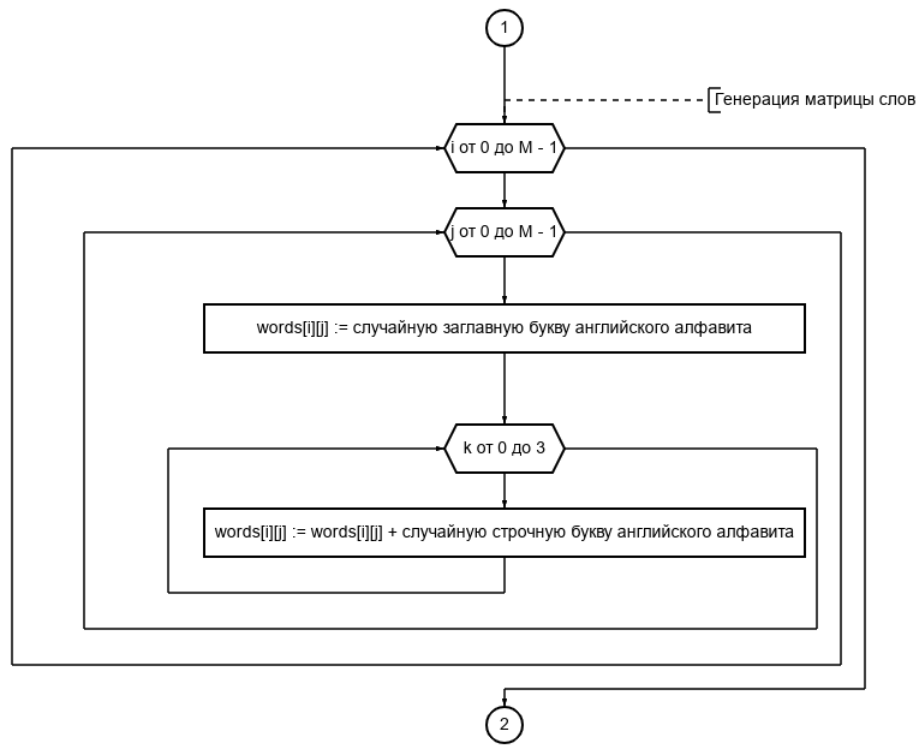 1
Генерация матрицы слов
i от 0 до M - 1
j от 0 до M - 1
words[i][j] := случайную заглавную букву английского алфавита
k от 0 до 3
words[i][j] := words[i][j] + случайную строчную букву английского алфавита
2